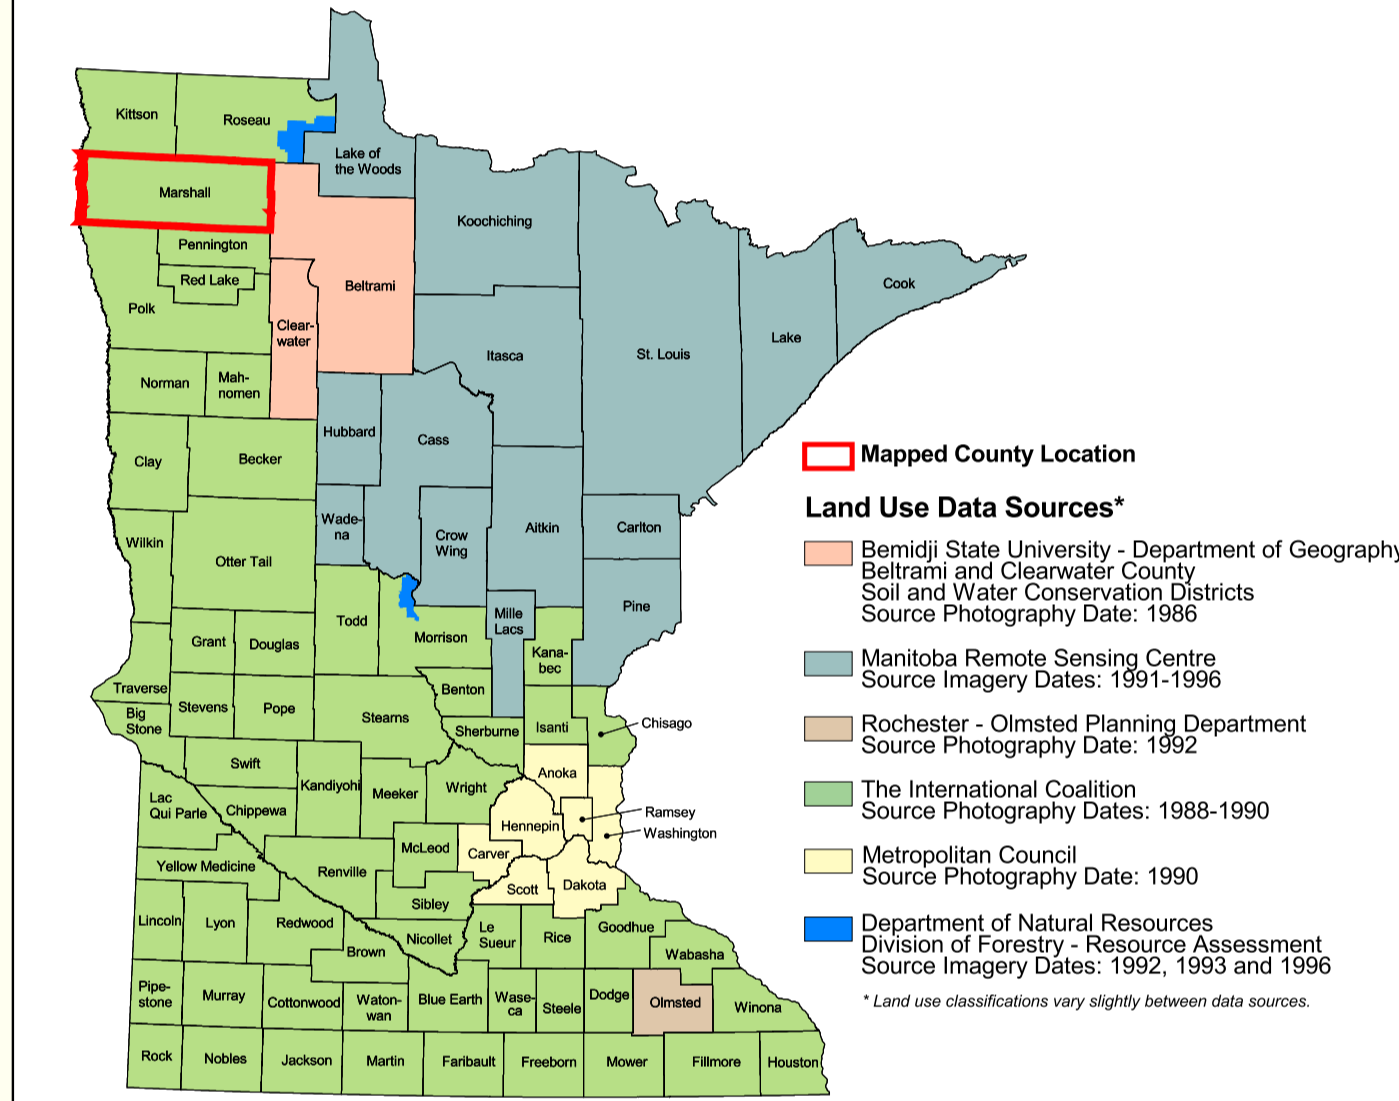 Kittson
Roseau
Lake of
the Woods
Marshall
Koochiching
Pennington
Red Lake
Beltrami
Cook
Polk
Clear-
water
Lake
St. Louis
Itasca
Norman
Mah-
nomen
Hubbard
Cass
Clay
Becker
Wade-
na
Crow
Wing
Aitkin
Carlton
Wilkin
Otter Tail
Pine
Todd
Mille
Lacs
Morrison
Grant
Douglas
Kana-
bec
Traverse
Benton
Stevens
Pope
Big
Stone
Stearns
Sherburne
Isanti
Chisago
Swift
Anoka
Kandiyohi
Meeker
Wright
Lac
Qui Parle
Chippewa
Ramsey
Hennepin
Washington
McLeod
Carver
Yellow Medicine
Renville
Scott
Dakota
Sibley
Lincoln
Lyon
Redwood
Nicollet
Le
Sueur
Rice
Goodhue
Brown
Wabasha
Pipe-
stone
Murray
Cottonwood
Waton-
wan
Blue Earth
Wase-
ca
Steele
Dodge
Olmsted
Winona
Rock
Nobles
Jackson
Martin
Faribault
Freeborn
Mower
Fillmore
Houston
Mapped County Location
Land Use Data Sources*
Bemidji State University - Department of Geography
Beltrami and Clearwater County
Soil and Water Conservation Districts
Source Photography Date: 1986
Manitoba Remote Sensing Centre
Source Imagery Dates: 1991-1996
Rochester - Olmsted Planning Department
Source Photography Date: 1992
The International Coalition
Source Photography Dates: 1988-1990
Metropolitan Council
Source Photography Date: 1990
Department of Natural Resources
Division of Forestry - Resource Assessment
Source Imagery Dates: 1992, 1993 and 1996
* Land use classifications vary slightly between data sources.